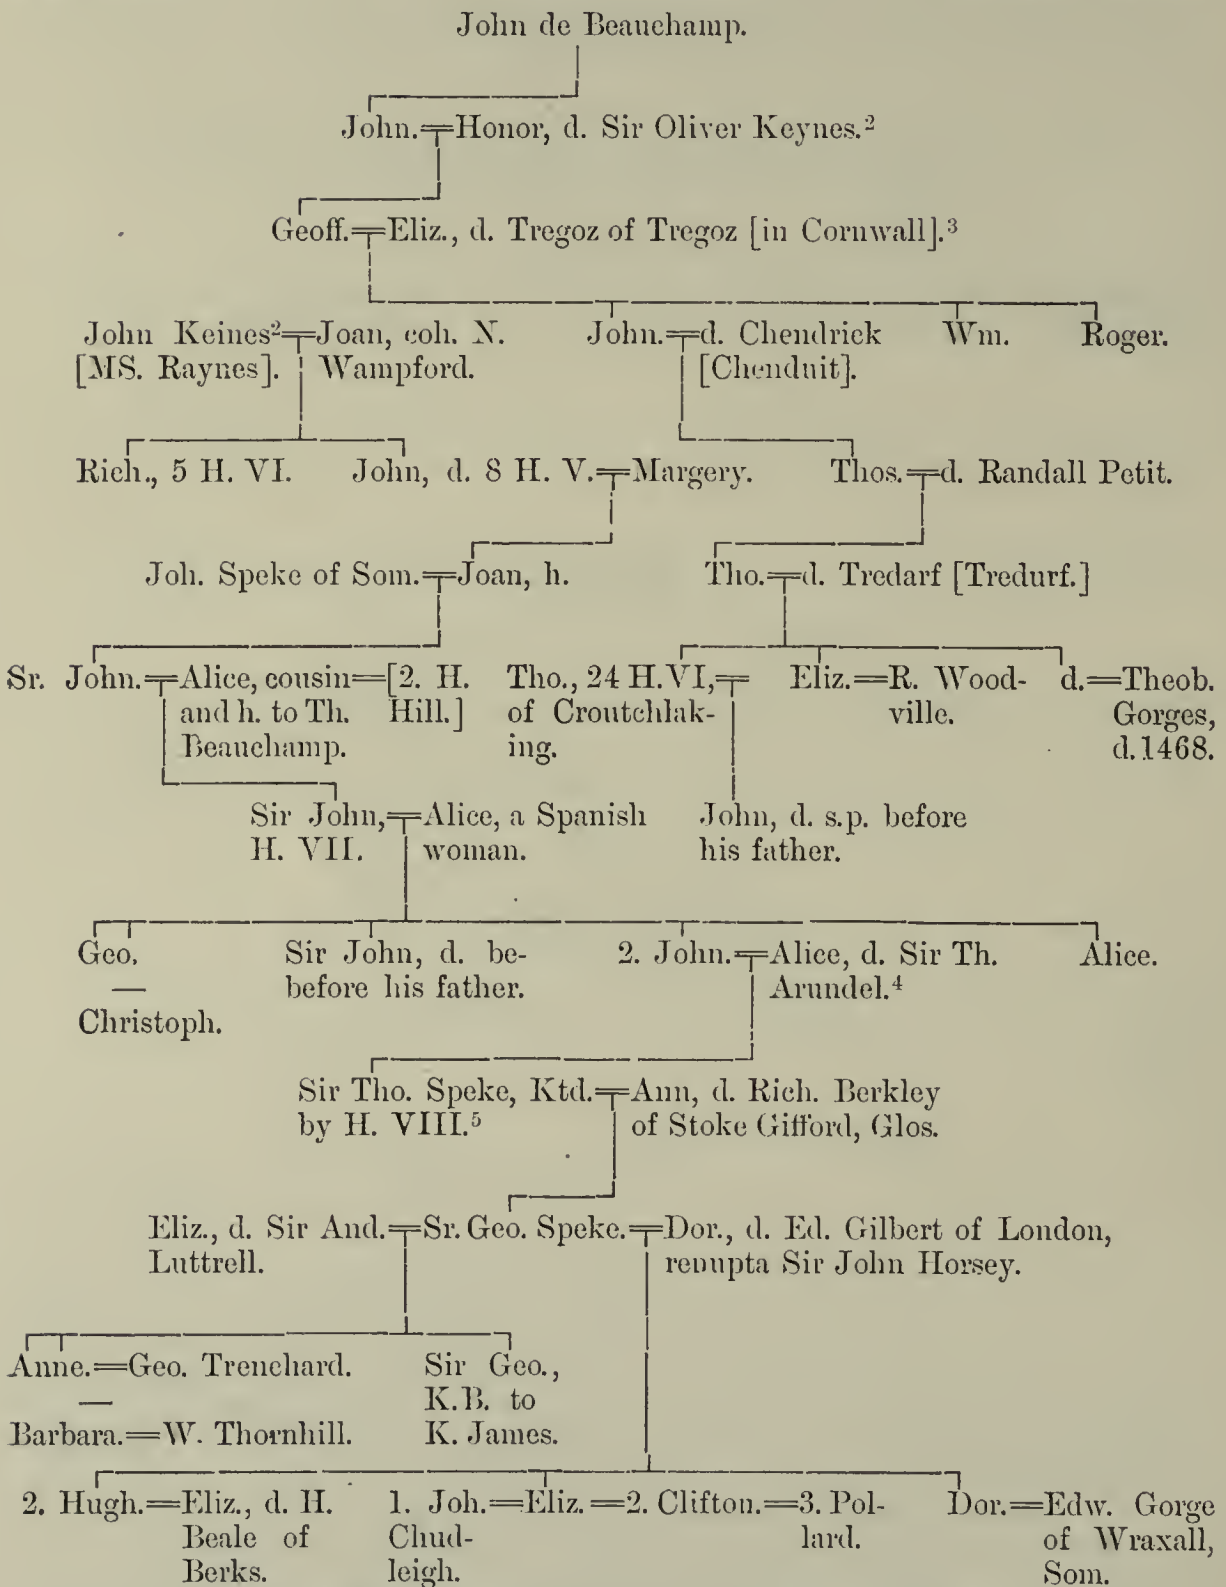 John de Beauchamp.
John.=Honor, d. Sir Oliver Keynes.²
Geoff.=Eliz., d. Tregoz of Tregoz [in Cornwall].³
John Keines²=Joan, coh. N. John.=d. Chendrick Wm. Roger.
[MS. Raynes]. Wampford. [Chenduit].
Rich., 5 H. VI. John, d. 8 H. V.=Margery. Thos.=d. Randall Petit.
Joh. Speke of Som.=Joan, h. Tho.=d. Tredarf [Tredurf.]
Sr. John.=Alice, cousin=[2. H. Tho., 24 H.VI,= Eliz.=R. Wood- d.=Theob.
and h. to Th. Hill.] of Croutchlak- ville. Gorges,
Beauchamp. ing. d.1468.
Sir John,=Alice, a Spanish John, d. s.p. before
H. VII. woman. his father.
Geo. Sir John, d. be- 2. John.=Alice, d. Sir Th. Alice.
— before his father. Arundel.⁴
Christoph.
Sir Tho. Speke, Ktd.=Ann, d. Rich. Berkley
by H. VIII.⁵ of Stoke Gifford, Glos.
Eliz., d. Sir And.=Sr. Geo. Speke.=Dor., d. Ed. Gilbert of London,
Luttrell. renupta Sir John Horsey.
Anne.=Geo. Trenchard. Sir Geo.,
— K.B. to
Barbara.=W. Thornhill. K. James.
2. Hugh.=Eliz., d. H. 1. Joh.=Eliz.=2. Clifton.=3. Pol- Dor.=Edw. Gorge
Beale of Chud- lard. of Wraxall,
Berks. leigh. Som.